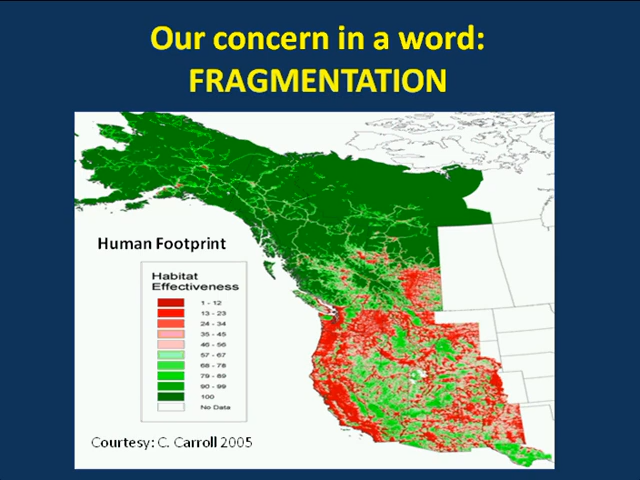 Our concern in a word:
FRAGMENTATION
Human Footprint
Habitat
Effectiveness
1 - 12
13 - 23
24 - 34
35 - 45
46 - 56
57 - 67
68 - 78
79 - 89
90 - 99
100
No Data
Courtesy: C. Carroll 2005